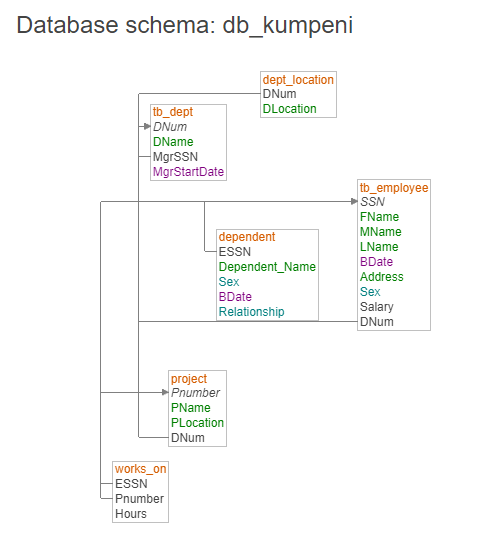 Database schema: db_kumpeni
dept_location
DNum
DLocation
tb_dept
DNum
DName
MgrSSN
MgrStartDate
tb_employee
SSN
FName
MName
LName
BDate
Address
Sex
Salary
DNum
dependent
ESSN
Dependent_Name
Sex
BDate
Relationship
project
Pnumber
PName
PLocation
DNum
works_on
ESSN
Pnumber
Hours